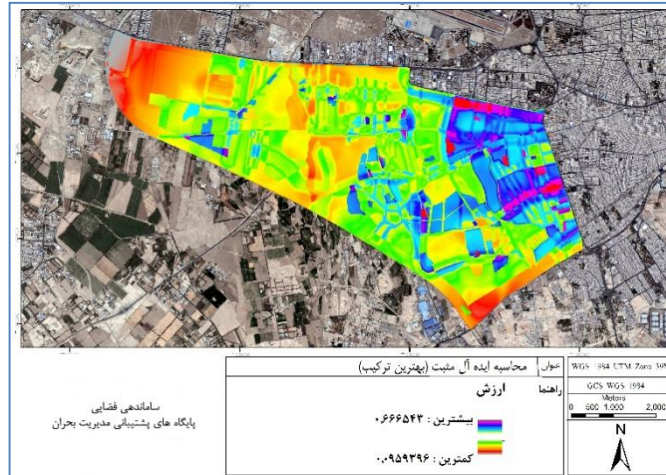 عنوان
محاسبه ایده آل مثبت (بهترین ترکیب)
راهنما
ارزش
بیشترین : ۰٫۶۶۶۵۴۳
کمترین : ۰٫۰۹۵۹۳۹۶
ساماندهی فضایی
پایگاه های پشتیبانی مدیریت بحران
WGS 1984 UTM Zone 39N
GCS WGS 1984
Meters
0 500 1,000 2,000
N